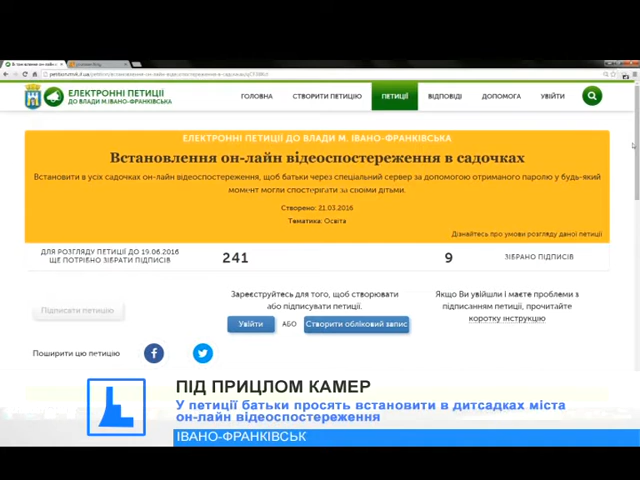 ЕЛЕКТРОННІ ПЕТИЦІЇ
ДО ВЛАДИ М.ІВАНО-ФРАНКІВСЬКА
ГОЛОВНА
СТВОРИТИ ПЕТИЦІЮ
ПЕТИЦІЇ
ВІДПОВІДІ
ДОПОМОГА
УВІЙТИ
ЕЛЕКТРОННІ ПЕТИЦІЇ ДО ВЛАДИ М. ІВАНО-ФРАНКІВСЬКА
Встановлення он-лайн відеоспостереження в садочках
Встановити в усіх садочках он-лайн відеоспостереження, щоб батьки через спеціальний сервер за допомогою отриманого паролю у будь-який
момент могли спостерігати за своїми дітьми.
Створено: 21.03.2016
Тематика: Освіта
Дізнайтесь про умови розгляду даної петиції
ДЛЯ РОЗГЛЯДУ ПЕТИЦІЇ ДО 19.06.2016
ЩЕ ПОТРІБНО ЗІБРАТИ ПІДПИСІВ
241
9
ЗІБРАНО ПІДПИСІВ
Підписати петицію
Зареєструйтесь для того, щоб створювати
або підписувати петиції.
Увійти
АБО
Створити обліковий запис
Якщо Ви увійшли і маєте проблеми з
підписанням петиції, прочитайте
коротку інструкцію
Поширити цю петицію
ПІД ПРИЦЛОМ КАМЕР
У петиції батьки просять встановити в дитсадках міста
он-лайн відеоспостереження
ІВАНО-ФРАНКІВСЬК